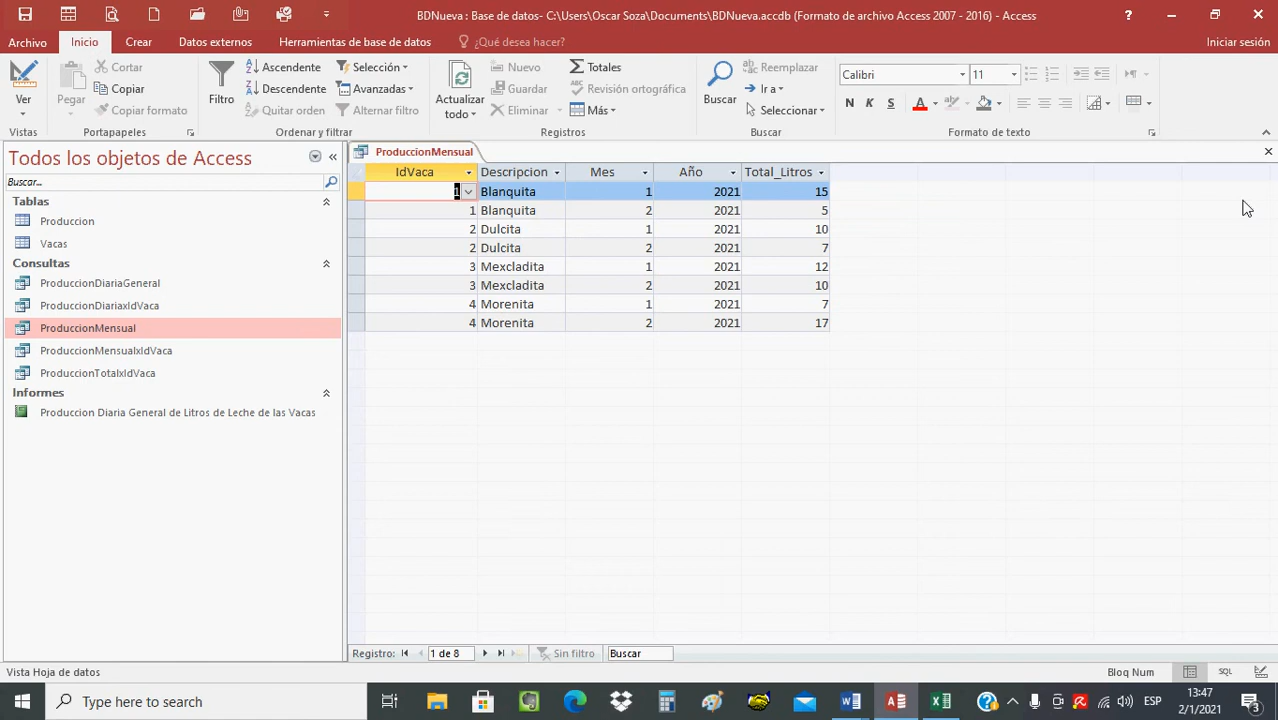 BDNueva : Base de datos- C:\Users\Oscar Soza\Documents\BDNueva.accdb (Formato de archivo Access 2007 - 2016) - Access
?
Archivo Inicio Crear Datos externos Herramientas de base de datos ¿Qué desea hacer? Iniciar sesión
Ver
Vistas
Pegar
Cortar
Copiar
Copiar formato
Portapapeles
Filtro
Ascendente
Descendente
Quitar orden
Selección
Avanzadas
Alternar filtro
Ordenar y filtrar
Actualizar
todo
Nuevo
Guardar
Eliminar
Totales
Revisión ortográfica
Más
Registros
Buscar
Reemplazar
Ir a
Seleccionar
Buscar
Calibri 11
N K S A
Formato de texto
Todos los objetos de Access
Buscar...
Tablas
Produccion
Vacas
Consultas
ProduccionDiariaGeneral
ProduccionDiariaxIdVaca
ProduccionMensual
ProduccionMensualxIdVaca
ProduccionTotalxIdVaca
Informes
Produccion Diaria General de Litros de Leche de las Vacas
ProduccionMensual
IdVaca Descripcion Mes Año Total_Litros
1 Blanquita 1 2021 15
1 Blanquita 2 2021 5
2 Dulcita 1 2021 10
2 Dulcita 2 2021 7
3 Mexcladita 1 2021 12
3 Mexcladita 2 2021 10
4 Morenita 1 2021 7
4 Morenita 2 2021 17
Registro: 1 de 8 Sin filtro Buscar
Vista Hoja de datos Bloq Num SQL
Type here to search
ESP
13:47
2/1/2021
3